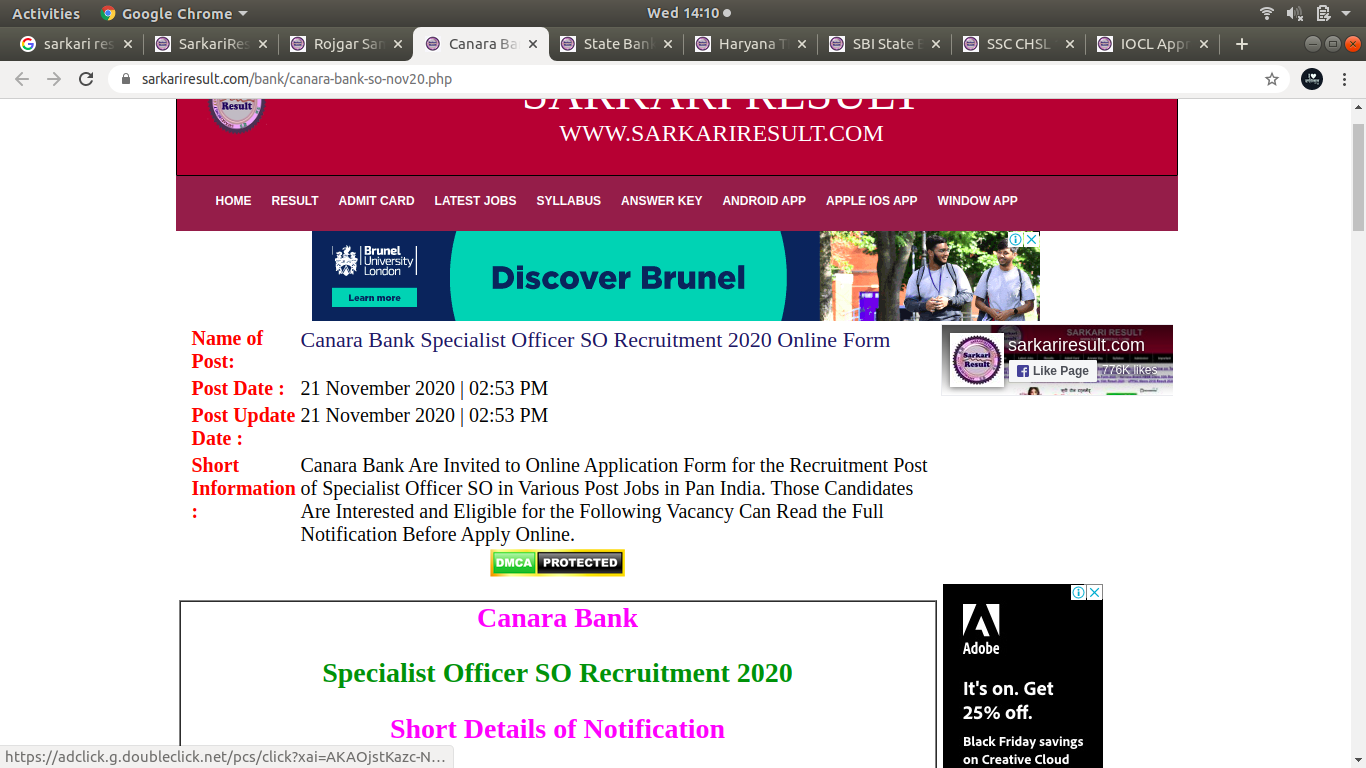 Activities Google Chrome Wed 14:10
sarkari res SarkariRes Rojgar Sam Canara Ba State Bank Haryana T SBI State B SSC CHSL IOCL Appr
sarkariresult.com/bank/canara-bank-so-nov20.php
SARKARI RESULT
Result
WWW.SARKARIRESULT.COM
HOME RESULT ADMIT CARD LATEST JOBS SYLLABUS ANSWER KEY ANDROID APP APPLE IOS APP WINDOW APP
Brunel
University
London
Learn more
Discover Brunel
Name of
Post:
Canara Bank Specialist Officer SO Recruitment 2020 Online Form
Post Date :
21 November 2020 | 02:53 PM
Post Update
Date :
21 November 2020 | 02:53 PM
Short
Information
:
Canara Bank Are Invited to Online Application Form for the Recruitment Post
of Specialist Officer SO in Various Post Jobs in Pan India. Those Candidates
Are Interested and Eligible for the Following Vacancy Can Read the Full
Notification Before Apply Online.
DMCA PROTECTED
SARKARI RESULT
Sarkari
Result
sarkariresult.com
Like Page 776K likes
Canara Bank
Specialist Officer SO Recruitment 2020
Short Details of Notification
Adobe
It's on. Get
25% off.
Black Friday savings
on Creative Cloud
https://adclick.g.doubleclick.net/pcs/click?xai=AKAOjstKazc-N…